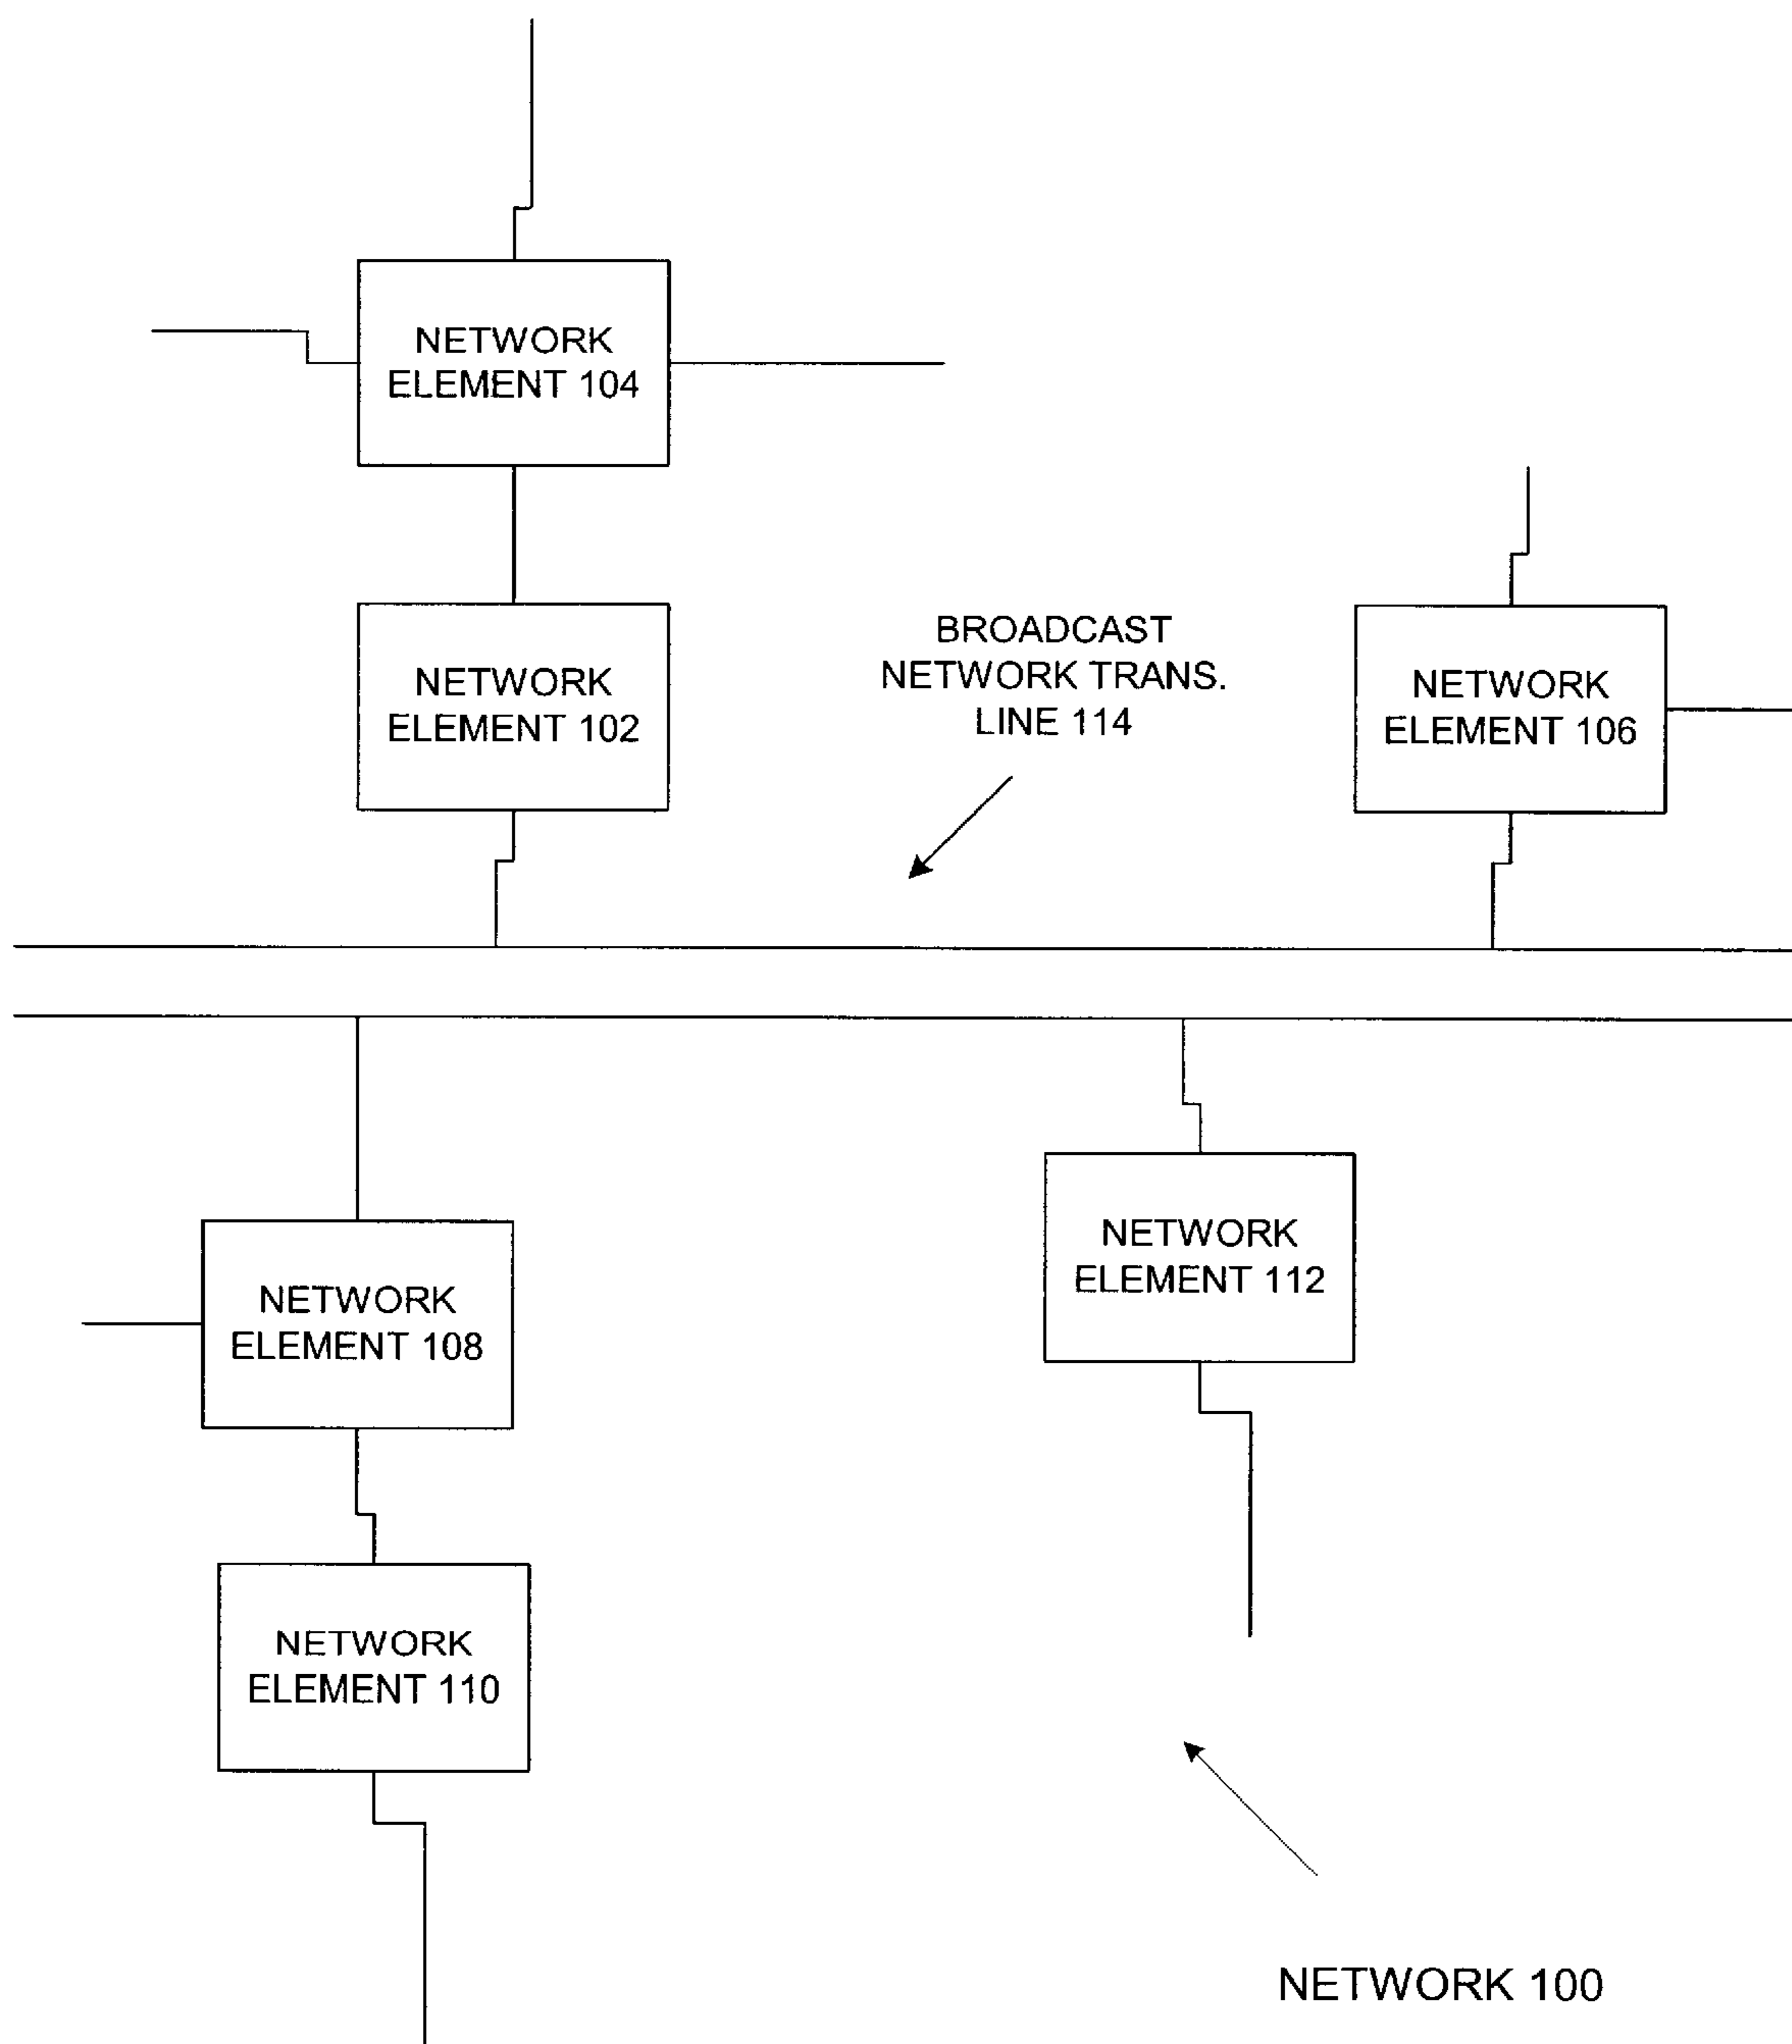 NETWORK
ELEMENT 104
NETWORK
ELEMENT 102
BROADCAST
NETWORK TRANS.
LINE 114
NETWORK
ELEMENT 106
NETWORK
ELEMENT 112
NETWORK
ELEMENT 108
NETWORK
ELEMENT 110
NETWORK 100